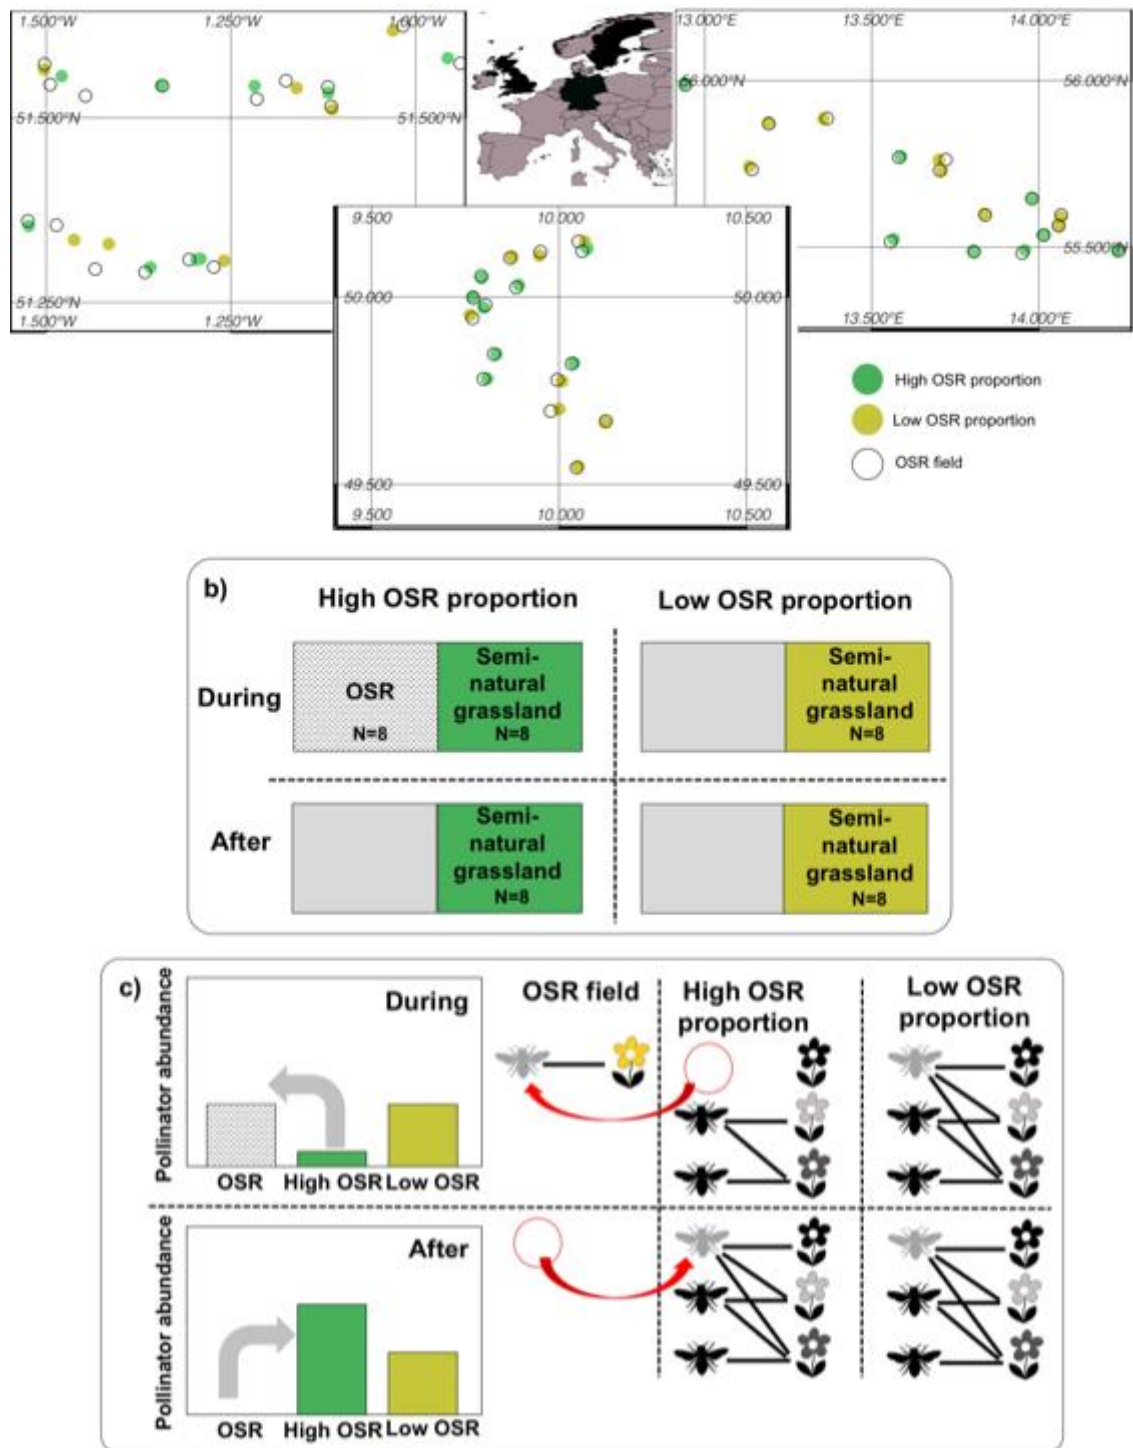 1.500°W 1.250°W 1.000°W
51.500°N 51.500°N
51.250°N
1.500°W 1.250°W
13.000°E 13.500°E 14.000°E
56.000°N 56.000°N
55.500°N
13.500°E 14.000°E
9.500 10.000 10.500
50.000 50.000
49.500 49.500
9.500 10.000 10.500
High OSR proportion
Low OSR proportion
OSR field
b)
High OSR proportion Low OSR proportion
During
OSR
N=8
Semi-
natural
grassland
N=8
Semi-
natural
grassland
N=8
After
Semi-
natural
grassland
N=8
Semi-
natural
grassland
N=8
c)
Pollinator abundance
During
OSR High OSR Low OSR
OSR field
High OSR
proportion
Low OSR
proportion
Pollinator abundance
After
OSR High OSR Low OSR